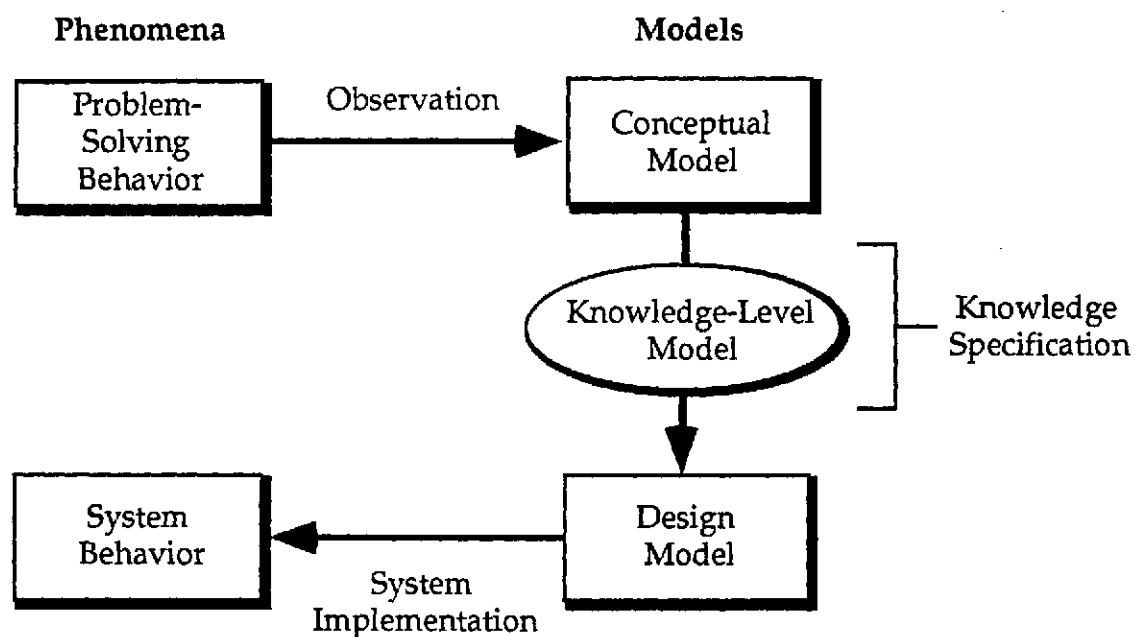 Phenomena
Models
Problem-
Solving
Behavior
Observation
Conceptual
Model
Knowledge-Level
Model
Knowledge
Specification
System
Behavior
System
Implementation
Design
Model